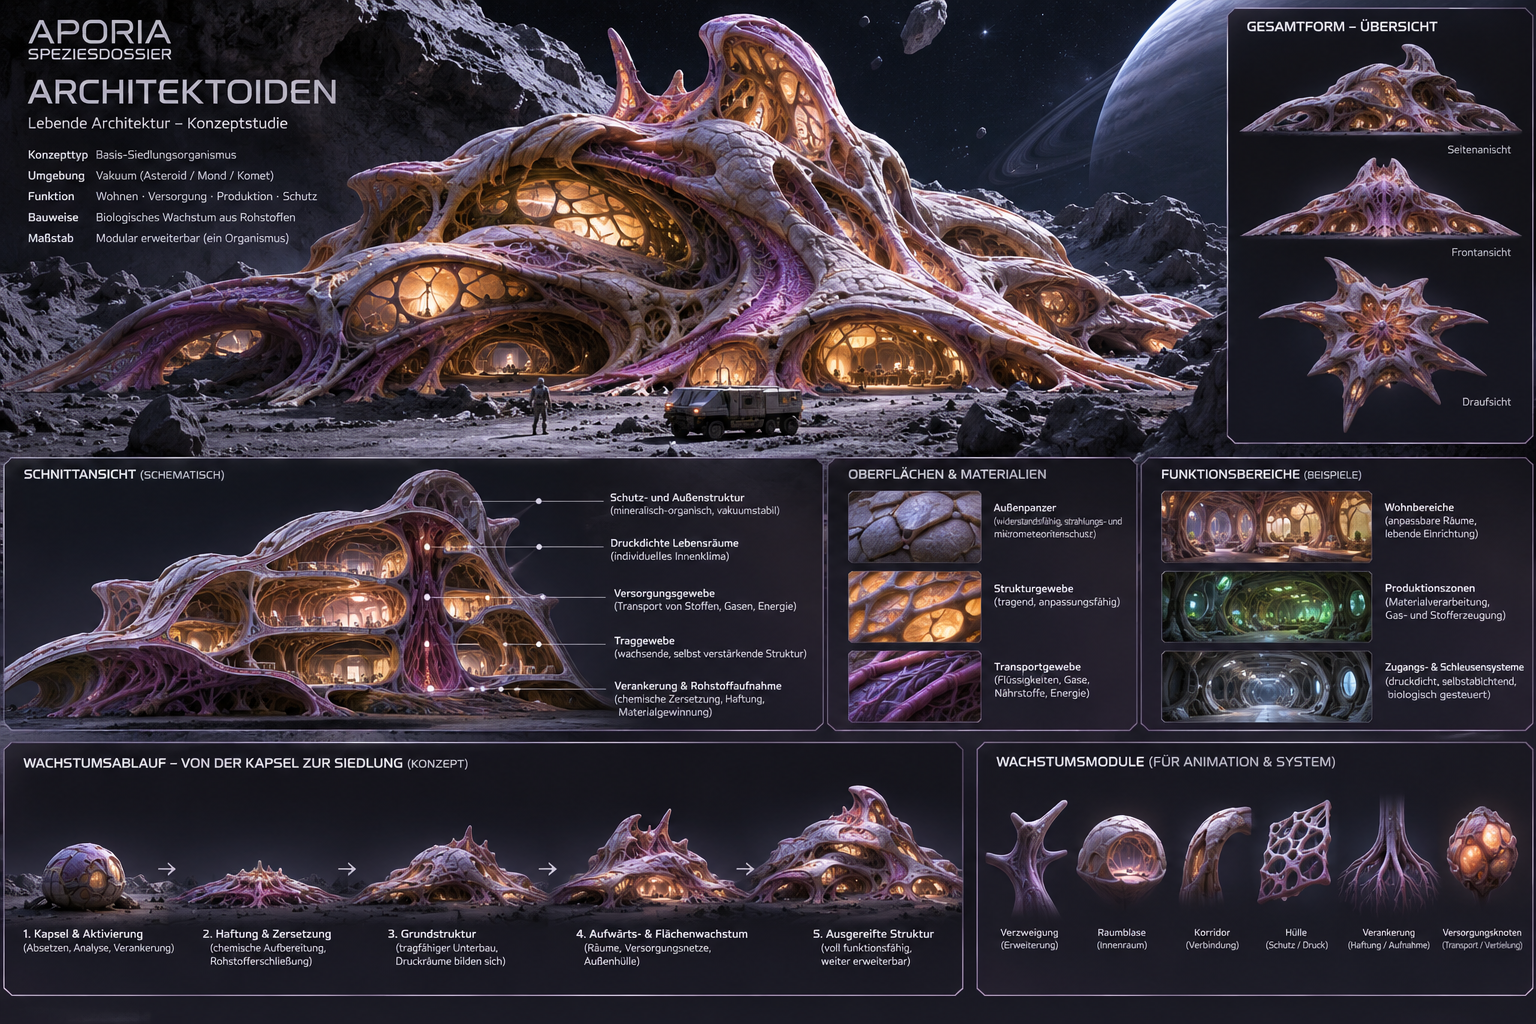 APORIA
SPEZIESDOSSIER
ARCHITEKTOIDEN
Lebende Architektur – Konzeptstudie
Konzepttyp Basis-Siedlungsorganismus
Umgebung Vakuum (Asteroid / Mond / Komet)
Funktion Wohnen · Versorgung · Produktion · Schutz
Bauweise Biologisches Wachstum aus Rohstoffen
Maßstab Modular erweiterbar (ein Organismus)
GESAMTFORM – ÜBERSICHT
Seitenanischt
Frontansicht
Draufsicht
SCHNITTANSICHT (SCHEMATISCH)
Schutz- und Außenstruktur
(mineralisch-organisch, vakuumstabil)
Druckdichte Lebensräume
(individuelles Innenklima)
Versorgungsgewebe
(Transport von Stoffen, Gasen, Energie)
Traggewebe
(wachsende, selbst verstärkende Struktur)
Verankerung & Rohstoffaufnahme
(chemische Zersetzung, Haftung,
Materialgewinnung)
OBERFLÄCHEN & MATERIALIEN
Außenpanzer
(widerstandsfähig, strahlungs- und
micrometeoritenschutz)
Strukturgewebe
(tragend, anpassungsfähig)
Transportgewebe
(Flüssigkeiten, Gase,
Nährstoffe, Energie)
FUNKTIONSBEREICHE (BEISPIELE)
Wohnbereiche
(anpassbare Räume,
lebende Einrichtung)
Produktionszonen
(Materialverarbeitung,
Gas- und Stofferzeugung)
Zugangs- & Schleusensysteme
(druckdicht, selbstabichtend,
biologisch gesteuert)
WACHSTUMSABLAUF – VON DER KAPSEL ZUR SIEDLUNG (KONZEPT)
1. Kapsel & Aktivierung
(Absetzen, Analyse, Verankerung)
2. Haftung & Zersetzung
(chemische Aufbereitung,
Rohstofferschließung)
3. Grundstruktur
(tragfähiger Unterbau,
Druckräume bilden sich)
4. Aufwärts- & Flächenwachstum
(Räume, Versorgungsnetze,
Außenhülle)
5. Ausgereifte Struktur
(voll funktionsfähig,
weiter erweiterbar)
WACHSTUMSMODULE (FÜR ANIMATION & SYSTEM)
Verzweigung
(Erweiterung)
Raumblase
(Innenraum)
Korridor
(Verbindung)
Hülle
(Schutz / Druck)
Verankerung
(Haftung / Aufnahme)
Versorgungsknoten
(Transport / Verteilung)